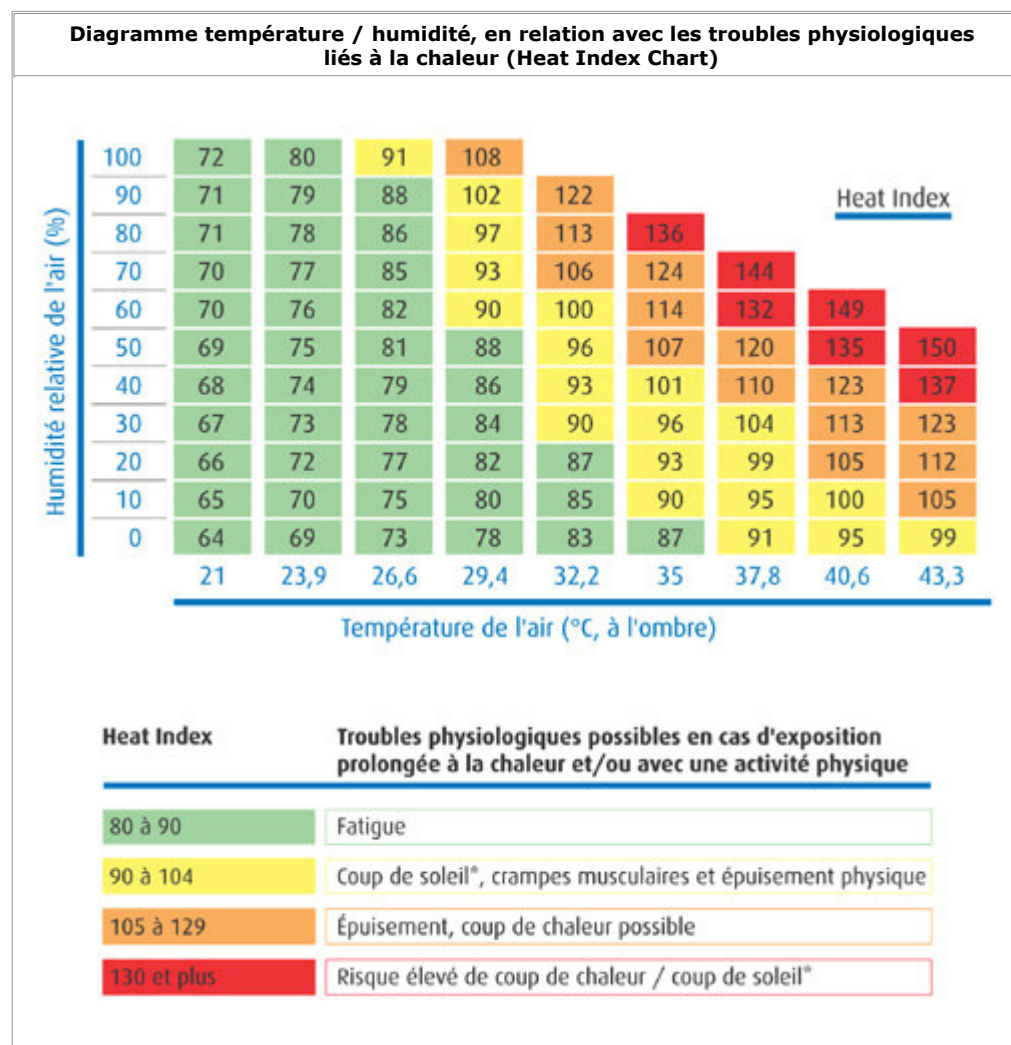 Diagramme température / humidité, en relation avec les troubles physiologiques
liés à la chaleur (Heat Index Chart)
Humidité relative de l'air (%)
100 72 80 91 108
90 71 79 88 102 122
Heat Index
80 71 78 86 97 113 136
70 70 77 85 93 106 124 144
60 70 76 82 90 100 114 132 149
50 69 75 81 88 96 107 120 135 150
40 68 74 79 86 93 101 110 123 137
30 67 73 78 84 90 96 104 113 123
20 66 72 77 82 87 93 99 105 112
10 65 70 75 80 85 90 95 100 105
0 64 69 73 78 83 87 91 95 99
21 23,9 26,6 29,4 32,2 35 37,8 40,6 43,3
Température de l'air (°C, à l'ombre)
Heat Index
Troubles physiologiques possibles en cas d'exposition
prolongée à la chaleur et/ou avec une activité physique
80 à 90 Fatigue
90 à 104 Coup de soleil*, crampes musculaires et épuisement physique
105 à 129 Épuisement, coup de chaleur possible
130 et plus Risque élevé de coup de chaleur / coup de soleil*